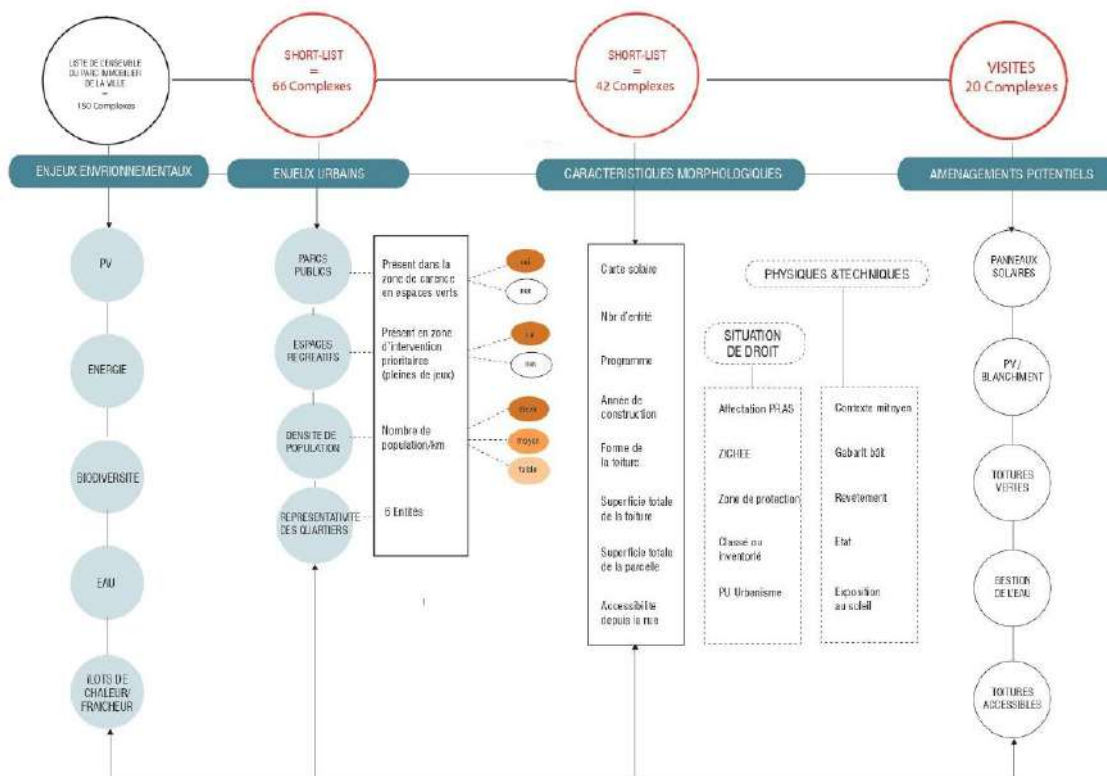 LISTE DE L'ENSEMBLE
DU PARC IMMOBILIER
DE LA VILLE
=
150 Complexes
SHORT-LIST
=
66 Complexes
SHORT-LIST
=
42 Complexes
VISITES
20 Complexes
ENJEUX ENVRIONNEMENTAUX
ENJEUX URBAINS
CARACTERISTIQUES MORPHOLOGIQUES
AMENAGEMENTS POTENTIELS
PV
ENERGIE
BIODIVERSITE
EAU
ILOTS DE
CHALEUR/
FRAICHEUR
PARCS
PUBLICS
ESPACES
RECREATIFS
DENSITE DE
POPULATION
REPRESENTATIVITE
DES QUARTIERS
Présent dans la
zone de carence
en espaces verts
oui
non
Présent en zone
d'intervention
prioritaires
(pleines de jeux)
non
Nombre de
population/km
moyen
faible
6 Entités
Carte solaire
Nbr d'entité
Programme
Année de
construction
Forme de
la toiture
Superficie totale
de la toiture
Superficie totale
de la parcelle
Accessibilité
depuis la rue
PHYSIQUES & TECHNIQUES
SITUATION
DE DROIT
Affectation PRAS
ZICHEE
Zone de protection
Classé ou
inventorié
PU Urbanisme
Contexte mitoyen
Gabarit bât
Revêtement
Etat
Exposition
au soleil
PANNEAUX
SOLAIRES
PV /
BLANCHIMENT
TOITURES
VERTES
GESTION
DE L'EAU
TOITURES
ACCESSIBLES